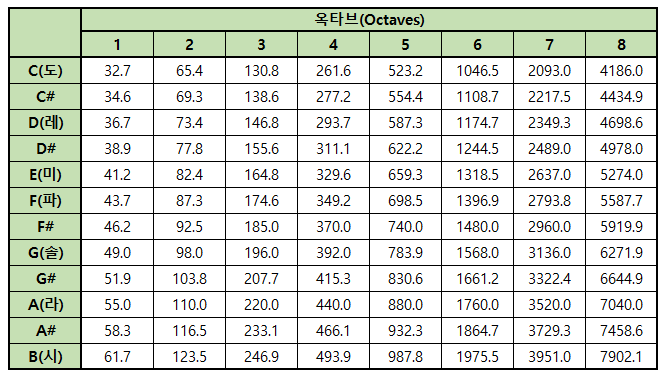 옥타브(Octaves)
1 2 3 4 5 6 7 8
C(도) 32.7 65.4 130.8 261.6 523.2 1046.5 2093.0 4186.0
C# 34.6 69.3 138.6 277.2 554.4 1108.7 2217.5 4434.9
D(레) 36.7 73.4 146.8 293.7 587.3 1174.7 2349.3 4698.6
D# 38.9 77.8 155.6 311.1 622.2 1244.5 2489.0 4978.0
E(미) 41.2 82.4 164.8 329.6 659.3 1318.5 2637.0 5274.0
F(파) 43.7 87.3 174.6 349.2 698.5 1396.9 2793.8 5587.7
F# 46.2 92.5 185.0 370.0 740.0 1480.0 2960.0 5919.9
G(솔) 49.0 98.0 196.0 392.0 783.9 1568.0 3136.0 6271.9
G# 51.9 103.8 207.7 415.3 830.6 1661.2 3322.4 6644.9
A(라) 55.0 110.0 220.0 440.0 880.0 1760.0 3520.0 7040.0
A# 58.3 116.5 233.1 466.1 932.3 1864.7 3729.3 7458.6
B(시) 61.7 123.5 246.9 493.9 987.8 1975.5 3951.0 7902.1